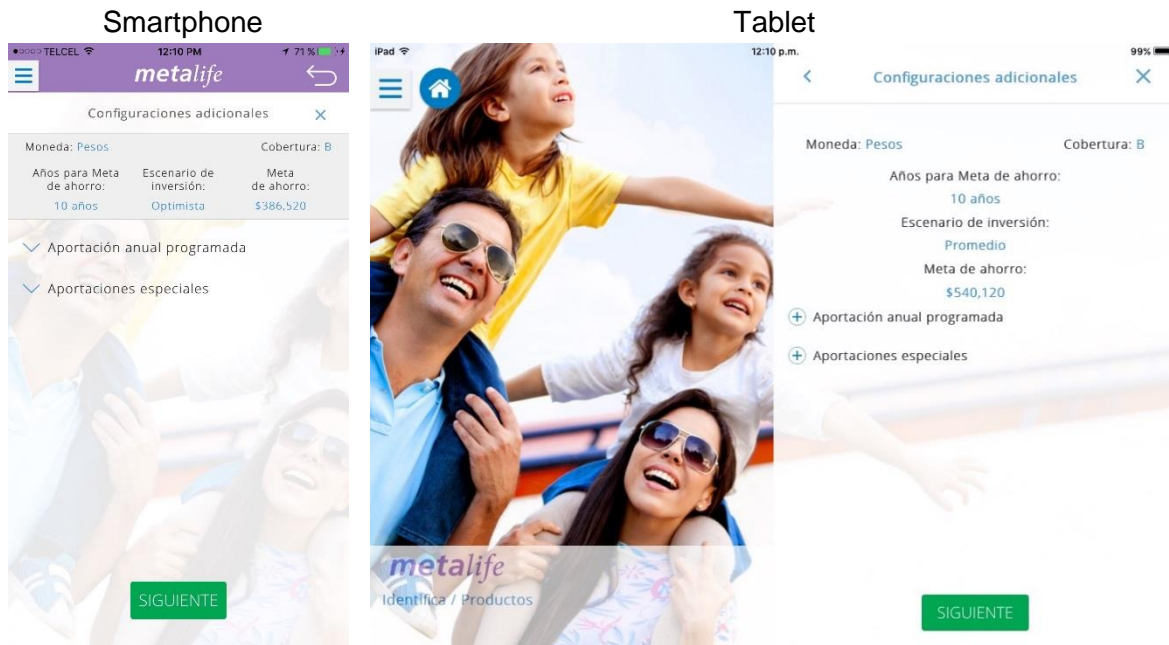 Smartphone
Tablet
TELCEL 12:10 PM 71 %
metalife
Configuraciones adicionales ×
Moneda: Pesos Cobertura: B
Años para Meta de ahorro:
10 años
Escenario de inversión:
Optimista
Meta de ahorro:
$386,520
Aportación anual programada
Aportaciones especiales
SIGUIENTE
iPad 12:10 p.m. 99%
metalife
Identifica / Productos
Configuraciones adicionales
Moneda: Pesos Cobertura: B
Años para Meta de ahorro:
10 años
Escenario de inversión:
Promedio
Meta de ahorro:
$540,120
Aportación anual programada
Aportaciones especiales
SIGUIENTE